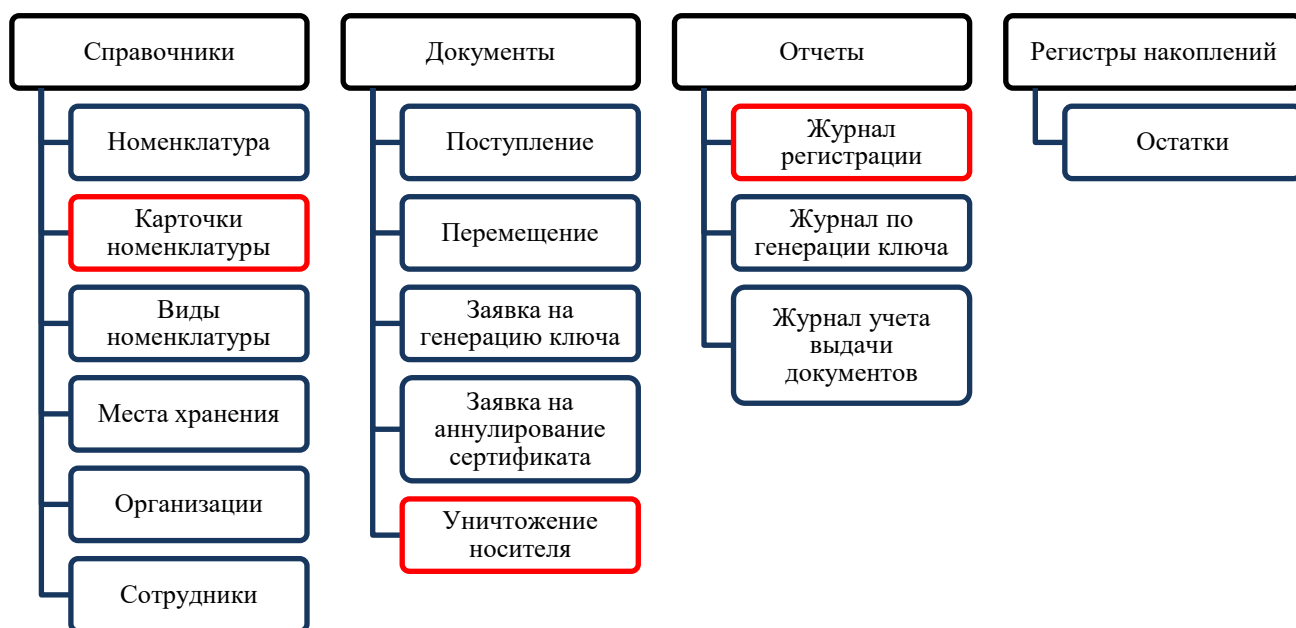 Справочники
Номенклатура
Карточки
номенклатуры
Виды
номенклатуры
Места хранения
Организации
Сотрудники
Документы
Поступление
Перемещение
Заявка на
генерацию ключа
Заявка на
аннулирование
сертификата
Уничтожение
носителя
Отчеты
Журнал
регистрации
Журнал по
генерации ключа
Журнал учета
выдачи
документов
Регистры накоплений
Остатки